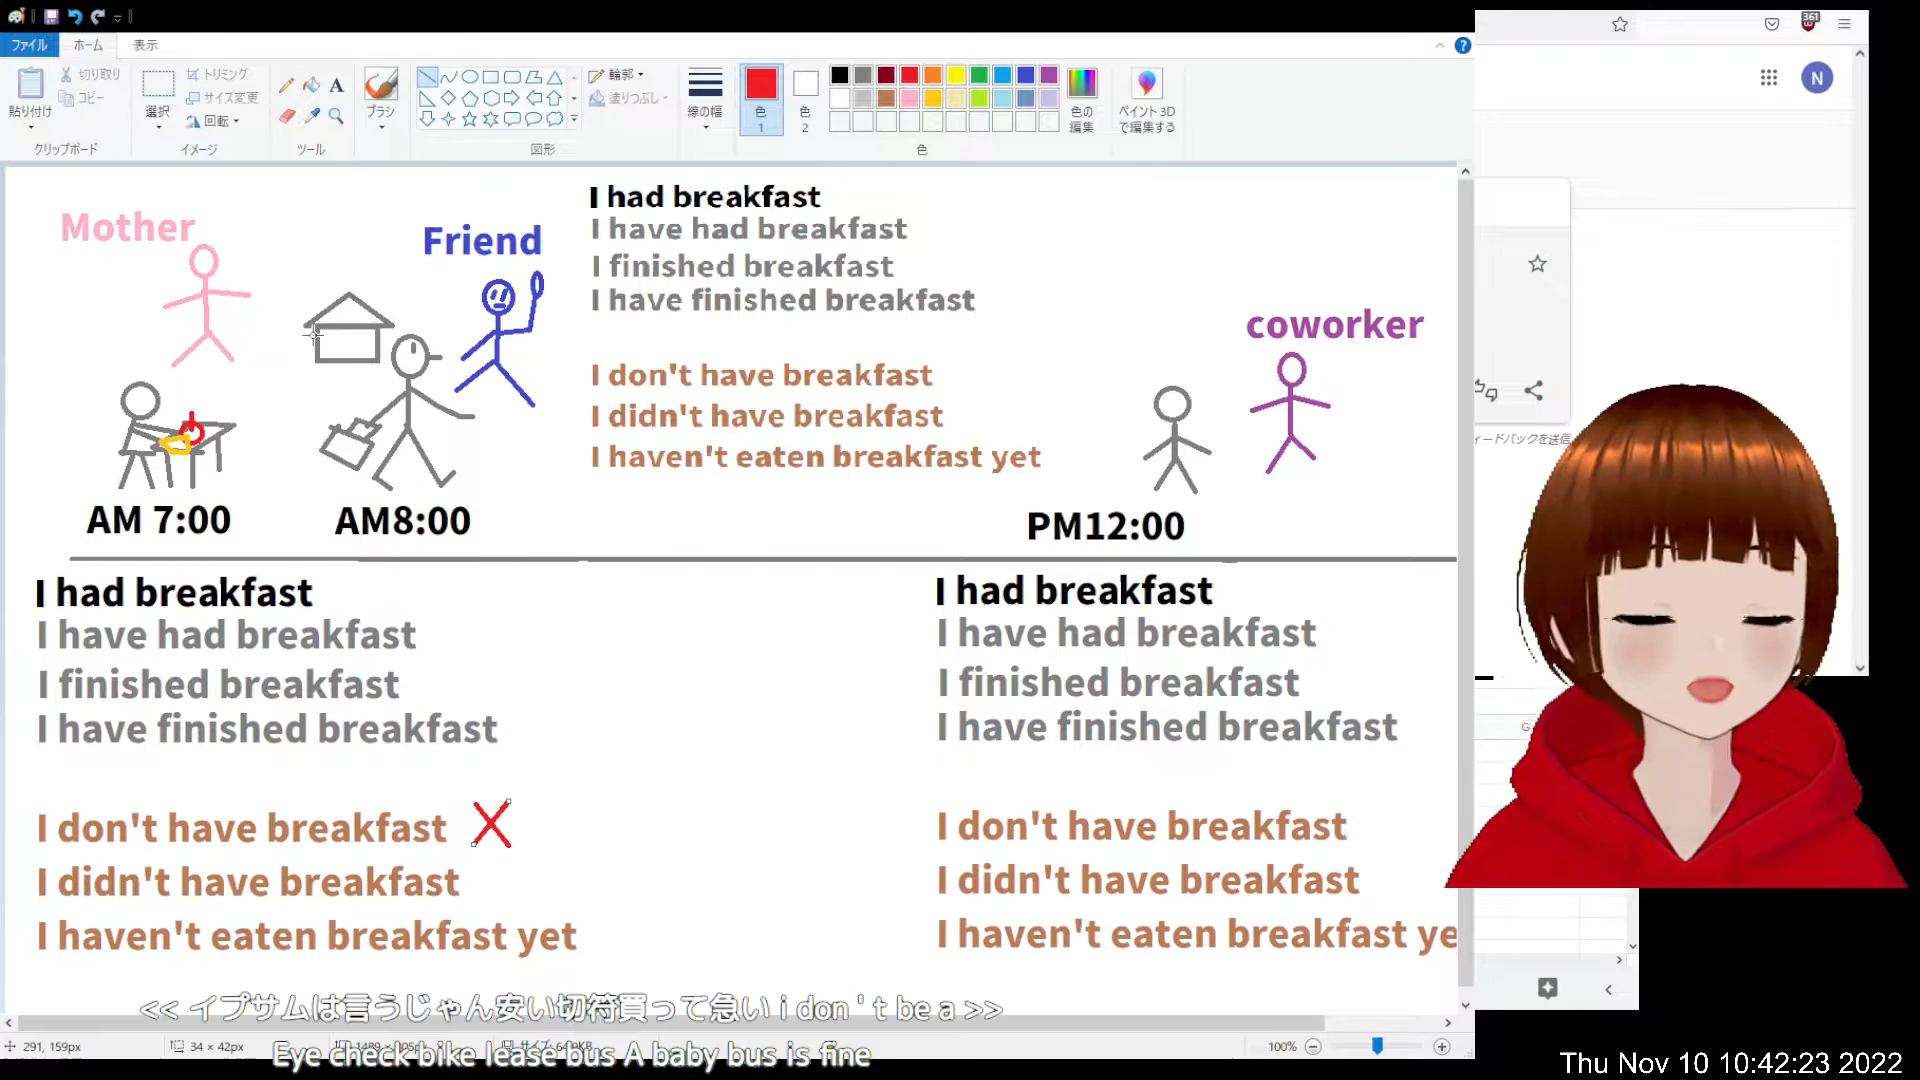 ファイル ホーム 表示
361
貼り付け
切り取り
コピー
クリップボード
選択
トリミング
サイズ変更
回転
イメージ
A
ツール
ブラシ
輪郭
塗りつぶし
図形
線の幅
色
1
色
2
色の
編集
色
ペイント 3D
で編集する
N
Mother
Friend
I had breakfast
I have had breakfast
I finished breakfast
I have finished breakfast
I don't have breakfast
I didn't have breakfast
I haven't eaten breakfast yet
coworker
AM 7:00
AM8:00
PM12:00
I had breakfast
I have had breakfast
I finished breakfast
I have finished breakfast
I don't have breakfast
I didn't have breakfast
I haven't eaten breakfast yet
I had breakfast
I have had breakfast
I finished breakfast
I have finished breakfast
I don't have breakfast
I didn't have breakfast
I haven't eaten breakfast ye
ィードバックを送信
<< イプサムは言うじゃん安い切符買って急い i don ' t be a >>
Eye check bike lease bus A baby bus is fine
291, 159px
34 × 42px
100%
Thu Nov 10 10:42:23 2022